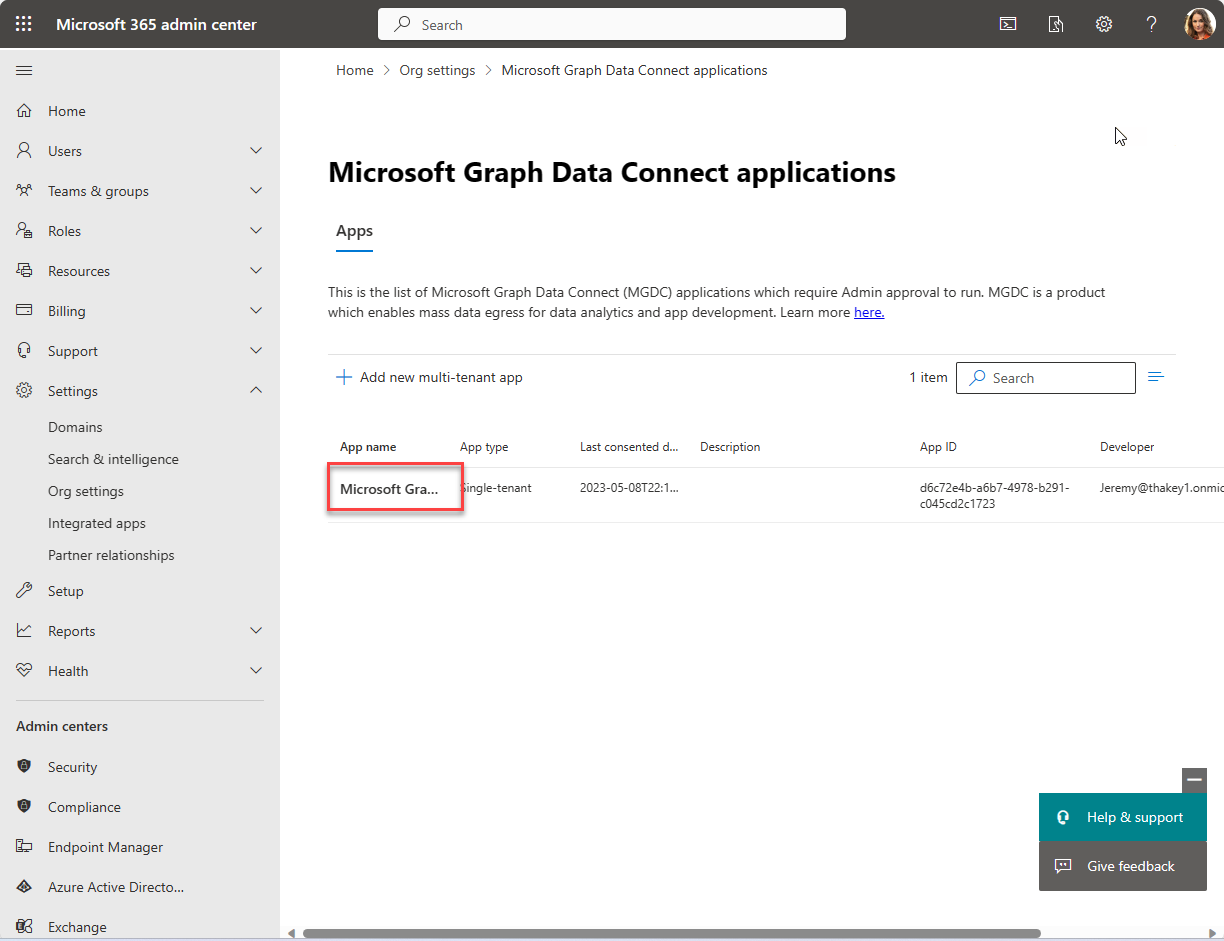 Microsoft 365 admin center
Search
Home > Org settings > Microsoft Graph Data Connect applications
Home
Users
Teams & groups
Roles
Resources
Billing
Support
Settings
Domains
Search & intelligence
Org settings
Integrated apps
Partner relationships
Setup
Reports
Health
Admin centers
Security
Compliance
Endpoint Manager
Azure Active Directo...
Exchange
Microsoft Graph Data Connect applications
Apps
This is the list of Microsoft Graph Data Connect (MGDC) applications which require Admin approval to run. MGDC is a product
which enables mass data egress for data analytics and app development. Learn more here.
Add new multi-tenant app
1 item
Search
App name App type Last consented d... Description App ID Developer
Microsoft Gra... Single-tenant 2023-05-08T22:1... d6c72e4b-a6b7-4978-b291- Jeremy@thakey1.onmic
c045cd2c1723
Help & support
Give feedback